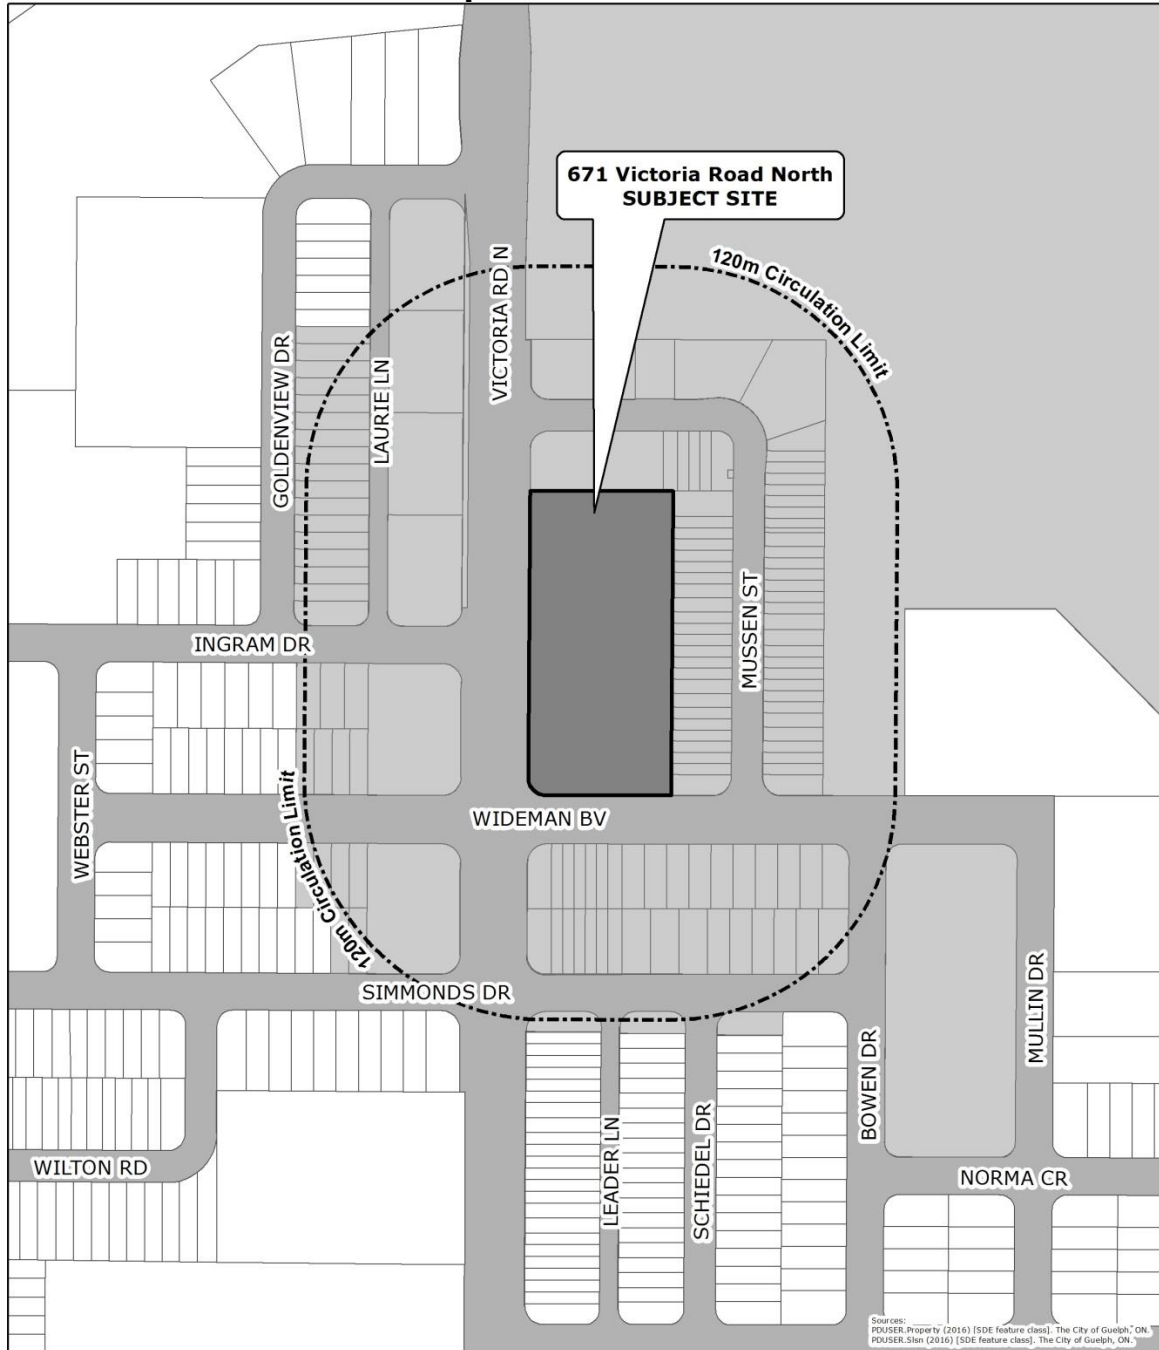 671 Victoria Road North
SUBJECT SITE
120m Circulation Limit
VICTORIA RD N
GOLDENVIEW DR
LAURIE LN
MUSSEN ST
INGRAM DR
WEBSTER ST
WIDEMAN BV
120m Circulation Limit
SIMMONDS DR
MULLIN DR
BOWEN DR
LEADER LN
SCHIEDEL DR
WILTON RD
NORMA CR
Sources:
PDUSER.Property (2016) [SDE feature class]. The City of Guelph, ON.
PDUSER.Slsn (2016) [SDE feature class]. The City of Guelph, ON.